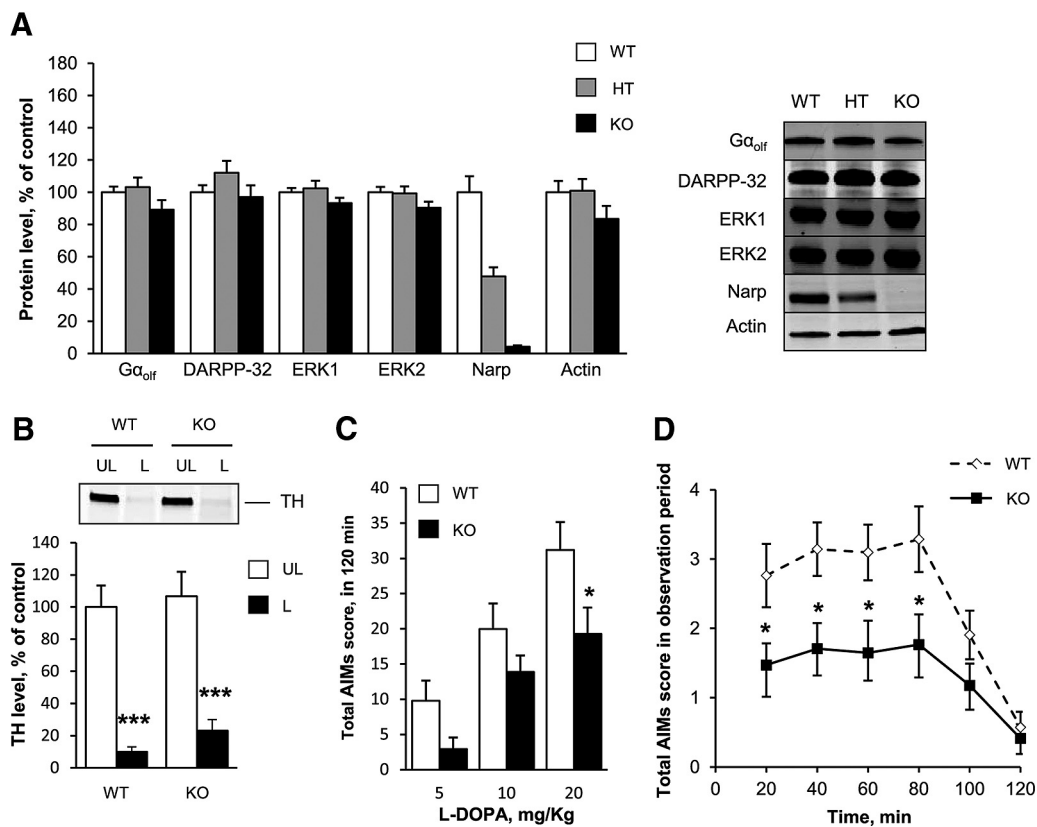 A
Protein level, % of control
180
160
140
120
100
80
60
40
20
0
Gαolf DARPP-32 ERK1 ERK2 Narp Actin
WT
HT
KO
WT HT KO
Gαolf
DARPP-32
ERK1
ERK2
Narp
Actin
B
WT KO
UL L UL L
TH
TH level, % of control
140
120
100
80
60
40
20
0
UL
L
*** ***
WT KO
C
Total AIMs score, in 120 min
40
35
30
25
20
15
10
5
0
WT
KO
*
5 10 20
L-DOPA, mg/Kg
D
Total AIMs score in observation period
WT
KO
4
3
2
1
0
* * * *
0 20 40 60 80 100 120
Time, min